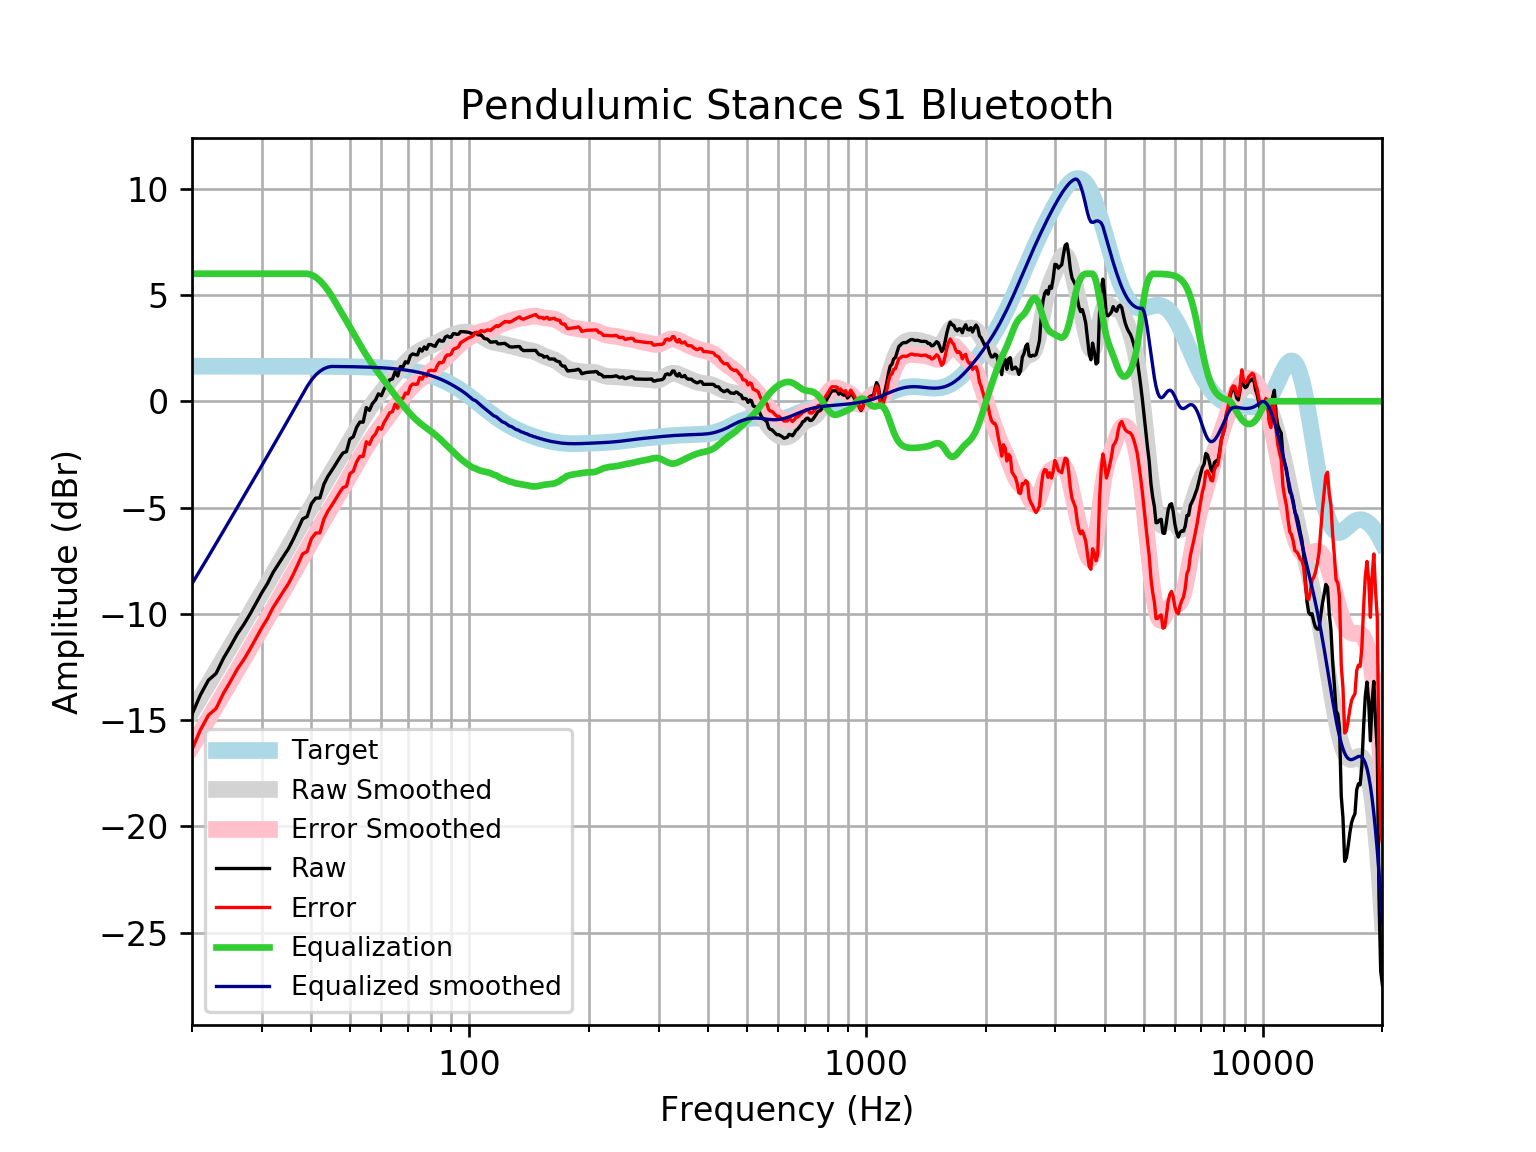 Pendulumic Stance S1 Bluetooth
Amplitude (dBr)
10
5
0
−5
−10
−15
−20
−25
Target
Raw Smoothed
Error Smoothed
Raw
Error
Equalization
Equalized smoothed
100 1000 10000
Frequency (Hz)